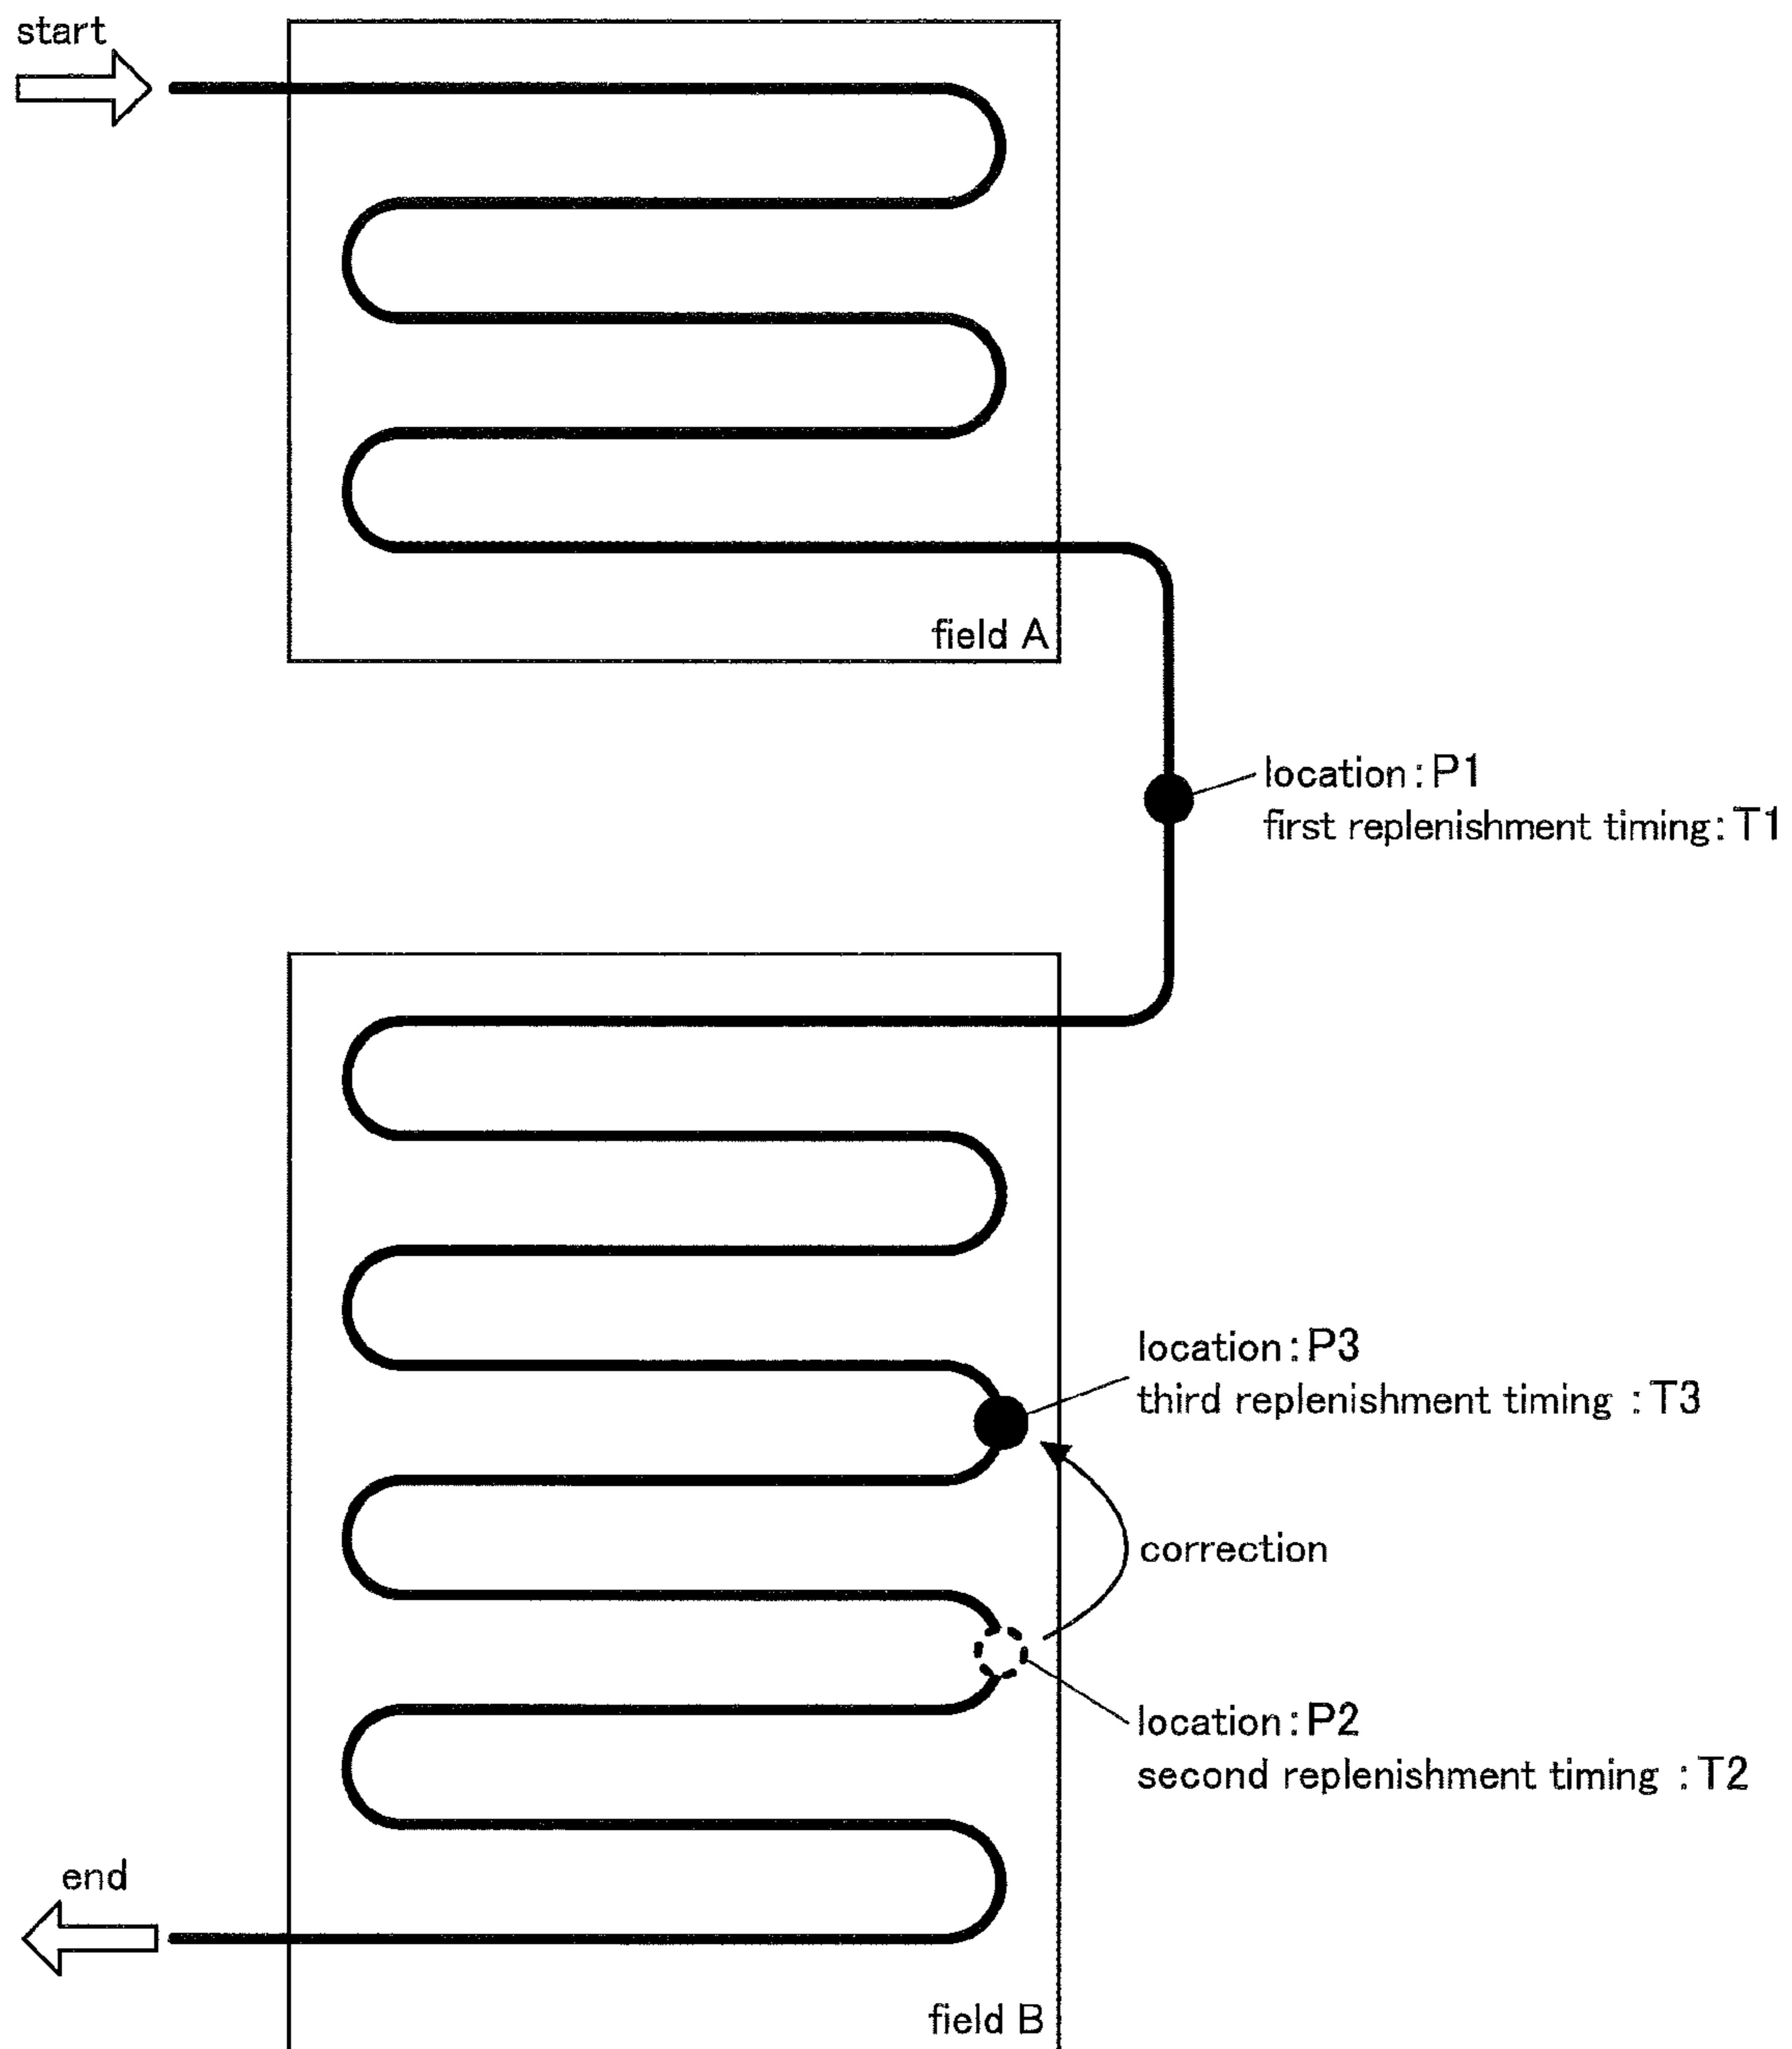 start
field A
location:P1
first replenishment timing:T1
location:P3
third replenishment timing :T3
correction
location:P2
second replenishment timing :T2
end
field B